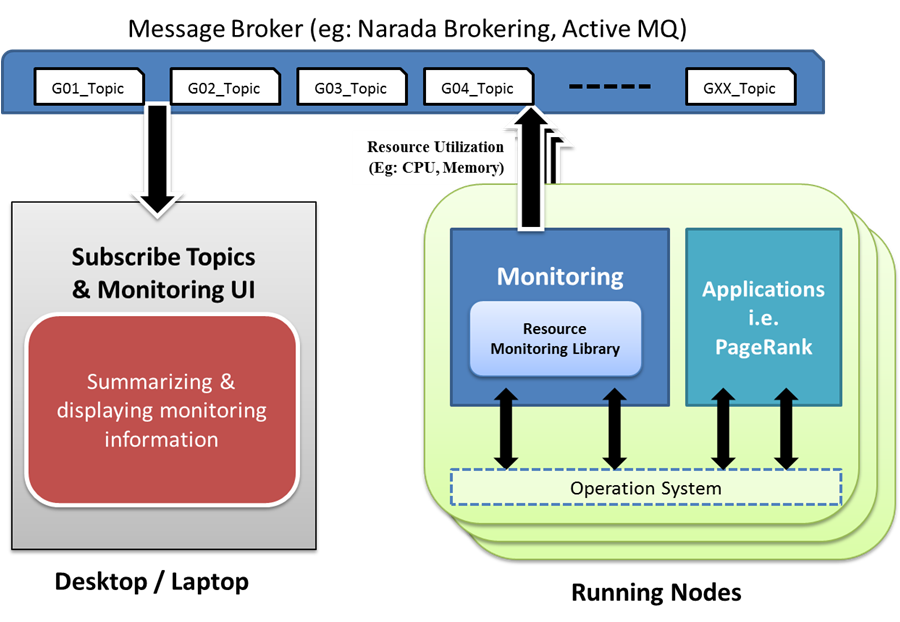 Message Broker (eg: Narada Brokering, Active MQ)
G01_Topic
G02_Topic
G03_Topic
G04_Topic
GXX_Topic
Resource Utilization
(Eg: CPU, Memory)
Subscribe Topics
& Monitoring UI
Summarizing &
displaying monitoring
information
Desktop / Laptop
Monitoring
Resource
Monitoring Library
Applications
i.e.
PageRank
Operation System
Running Nodes